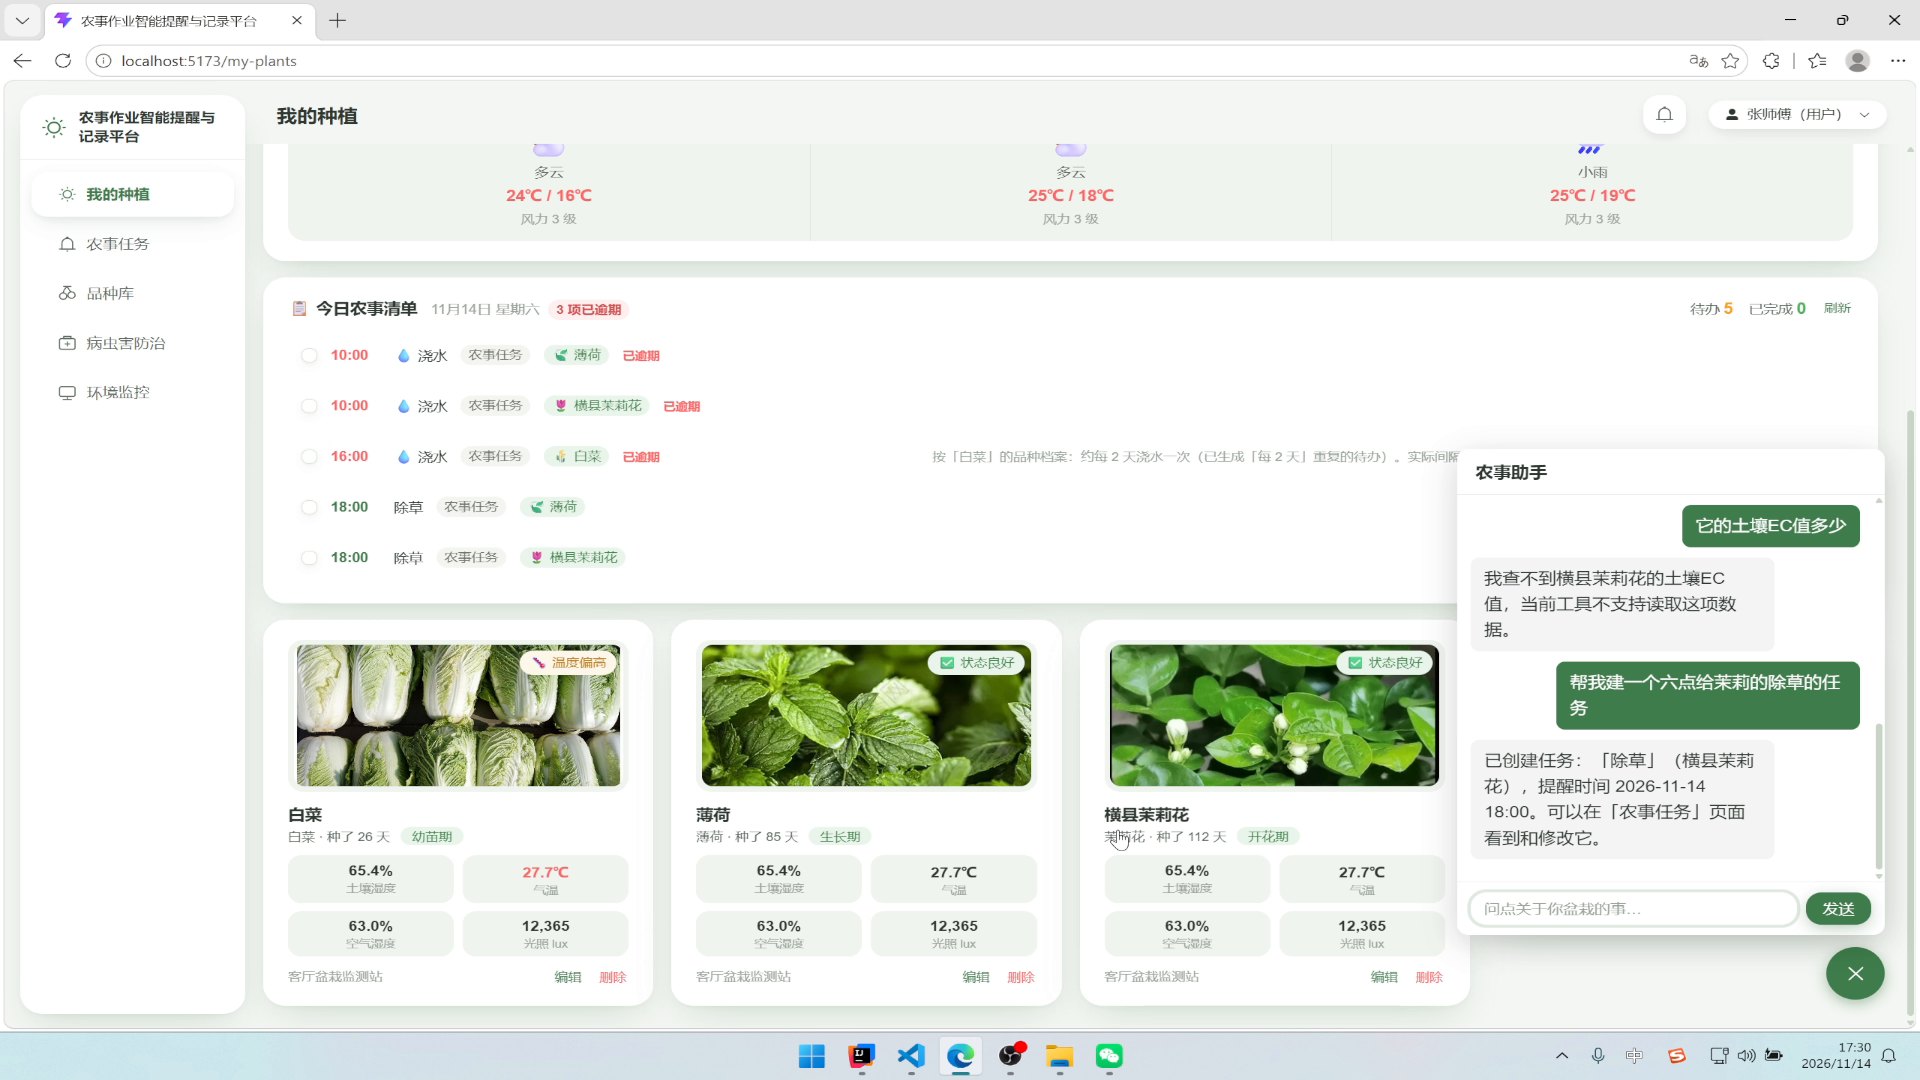 农事作业智能提醒与记录平台
localhost:5173/my-plants
农事作业智能提醒与
记录平台
我的种植
农事任务
品种库
病虫害防治
环境监控
我的种植
张师傅（用户）
多云
24℃ / 16℃
风力 3 级
多云
25℃ / 18℃
风力 3 级
小雨
25℃ / 19℃
风力 3 级
今日农事清单 11月14日 星期六 3 项已逾期 待办 5 已完成 0 刷新
10:00 浇水 农事任务 薄荷 已逾期
10:00 浇水 农事任务 横县茉莉花 已逾期
16:00 浇水 农事任务 白菜 已逾期 按「白菜」的品种档案：约每 2 天浇水一次（已生成「每 2 天」重复的待办）。实际间隔
18:00 除草 农事任务 薄荷
18:00 除草 农事任务 横县茉莉花
温度偏高
白菜
白菜 · 种了 26 天 幼苗期
65.4% 27.7℃
土壤湿度 气温
63.0% 12,365
空气湿度 光照 lux
客厅盆栽监测站 编辑 删除
状态良好
薄荷
薄荷 · 种了 85 天 生长期
65.4% 27.7℃
土壤湿度 气温
63.0% 12,365
空气湿度 光照 lux
客厅盆栽监测站 编辑 删除
状态良好
横县茉莉花
茉莉花 · 种了 112 天 开花期
65.4% 27.7℃
土壤湿度 气温
63.0% 12,365
空气湿度 光照 lux
客厅盆栽监测站 编辑 删除
农事助手
它的土壤EC值多少
我查不到横县茉莉花的土壤EC
值，当前工具不支持读取这项数
据。
帮我建一个六点给茉莉的除草的任
务
已创建任务：「除草」（横县茉莉
花），提醒时间 2026-11-14
18:00。可以在「农事任务」页面
看到和修改它。
问点关于你盆栽的事... 发送
中
17:30
2026/11/14